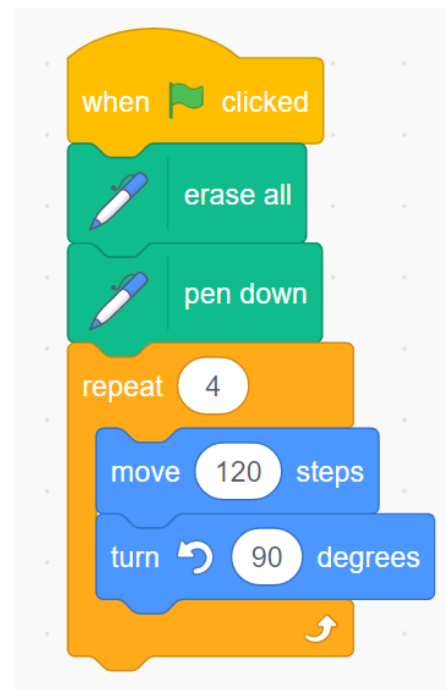 when clicked
erase all
pen down
repeat 4
move 120 steps
turn 90 degrees